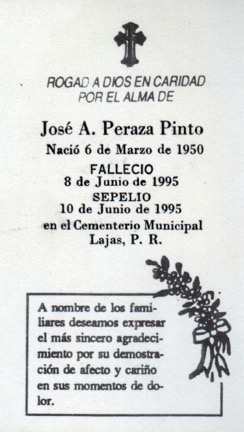 ROGAD A DIOS EN CARIDAD
POR EL ALMA DE
José A. Peraza Pinto
Nació 6 de Marzo de 1950
FALLECIO
8 de Junio de 1995
SEPELIO
10 de Junio de 1995
en el Cementerio Municipal
Lajas, P. R.
A nombre de los fami-
liares deseamos expresar
el más sincero agradeci-
miento por su demostra-
ción de afecto y cariño
en sus momentos de do-
lor.